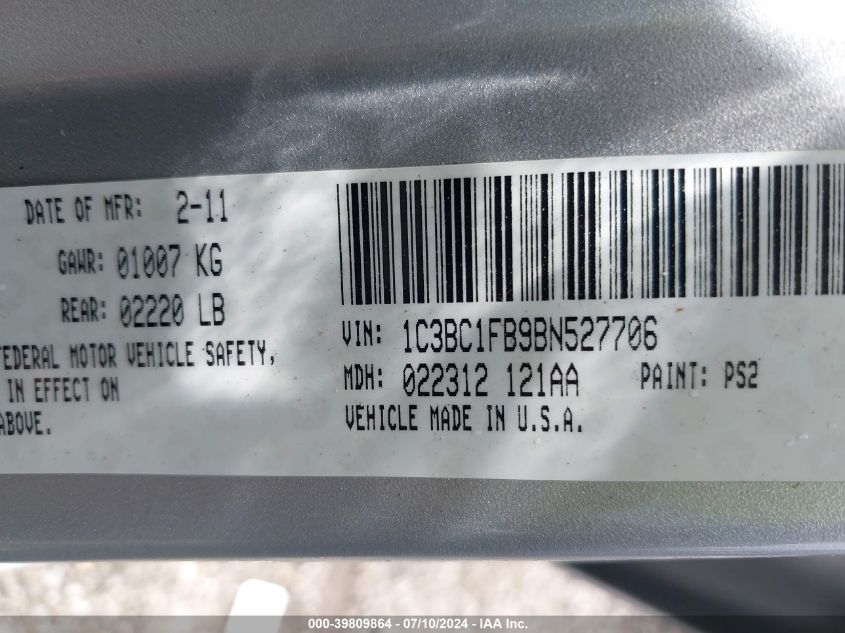 DATE OF MFR: 2-11
GAWR: 01007 KG
REAR: 02220 LB
FEDERAL MOTOR VEHICLE SAFETY,
IN EFFECT ON
ABOVE.
VIN: 1C3BC1FB9BN527706
MDH: 022312 121AA PAINT: PS2
VEHICLE MADE IN U.S.A.
000-39809864 / 07/10/2024 - IAA Inc.